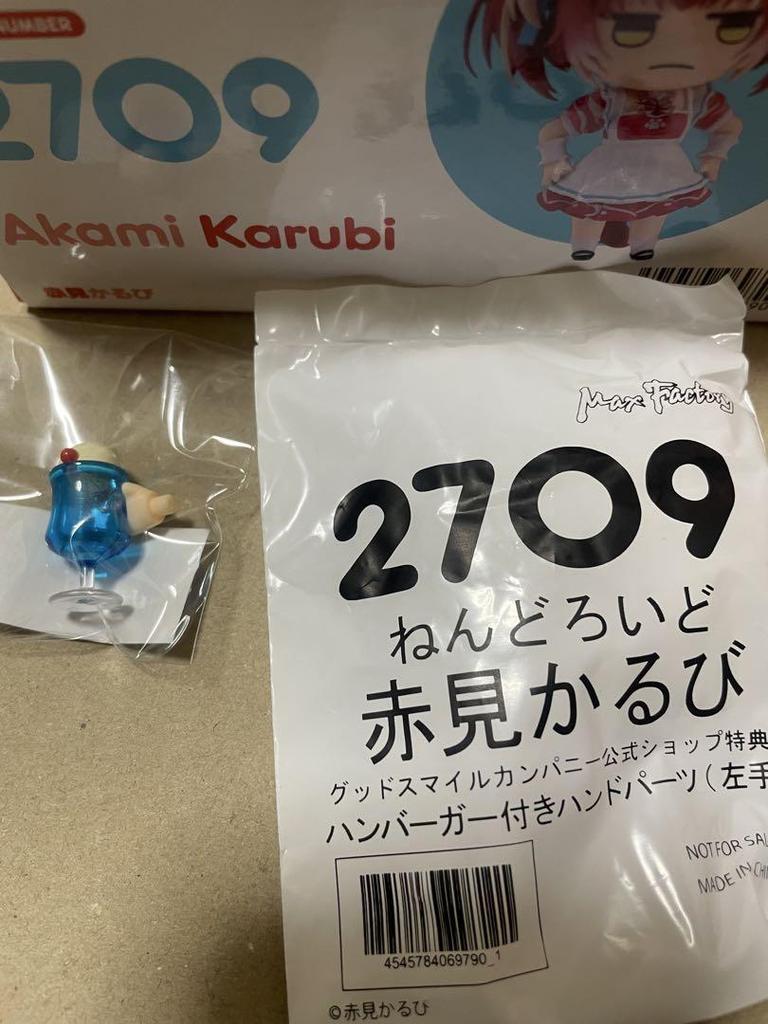 NUMBER
2709
Akami Karubi
赤見かるび
Max Factory
2709
ねんどろいど
赤見かるび
グッドスマイルカンパニー公式ショップ特典
ハンバーガー付きハンドパーツ(左手
NOT FOR SAL
MADE IN CHI
4545784069790_1
©赤見かるび